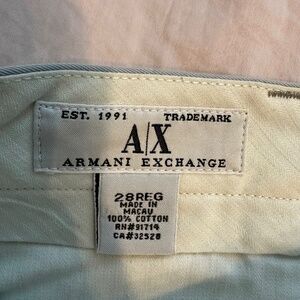 EST. 1991 TRADEMARK
A|X
ARMANI EXCHANGE
28REG
MADE IN
MACAU
100% COTTON
RN#91714
CA#32528